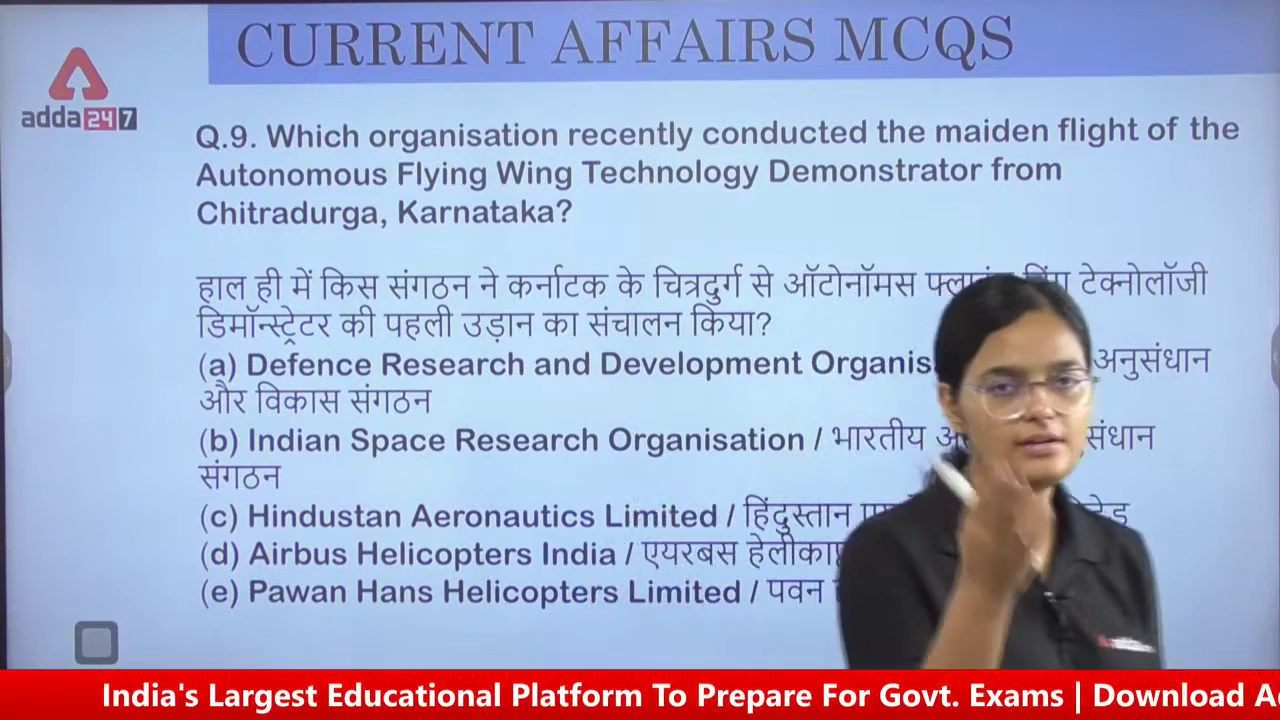 CURRENT AFFAIRS MCQS
adda247
Q.9. Which organisation recently conducted the maiden flight of the
Autonomous Flying Wing Technology Demonstrator from
Chitradurga, Karnataka?
हाल ही में किस संगठन ने कर्नाटक के चित्रदुर्ग से ऑटोनॉमस टेक्नोलॉजी
डिमॉन्स्ट्रेटर की पहली उड़ान का संचालन किया?
(a) Defence Research and Development अनुसंधान
और विकास संगठन
(b) Indian Space Research Organisation / भारतीय
संगठन
(c) Hindustan Aeronautics Limited / हिंदुस्तान
(d) Airbus Helicopters India / एयरबस
(e) Pawan Hans Helicopters Limited / पवन
India's Largest Educational Platform To Prepare For Govt. Exams | Download